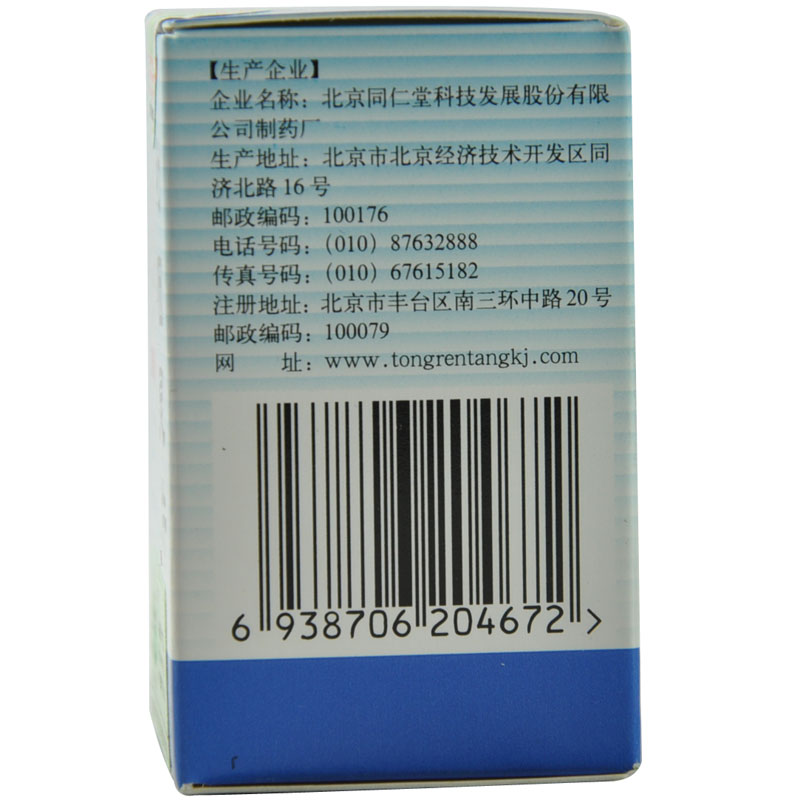 【生产企业】
企业名称：北京同仁堂科技发展股份有限
公司制药厂
生产地址：北京市北京经济技术开发区同
济北路16号
邮政编码：100176
电话号码：（010）87632888
传真号码：（010）67615182
注册地址：北京市丰台区南三环中路20号
邮政编码：100079
网　　址：www.tongrentangkj.com
6 938706 204672 >